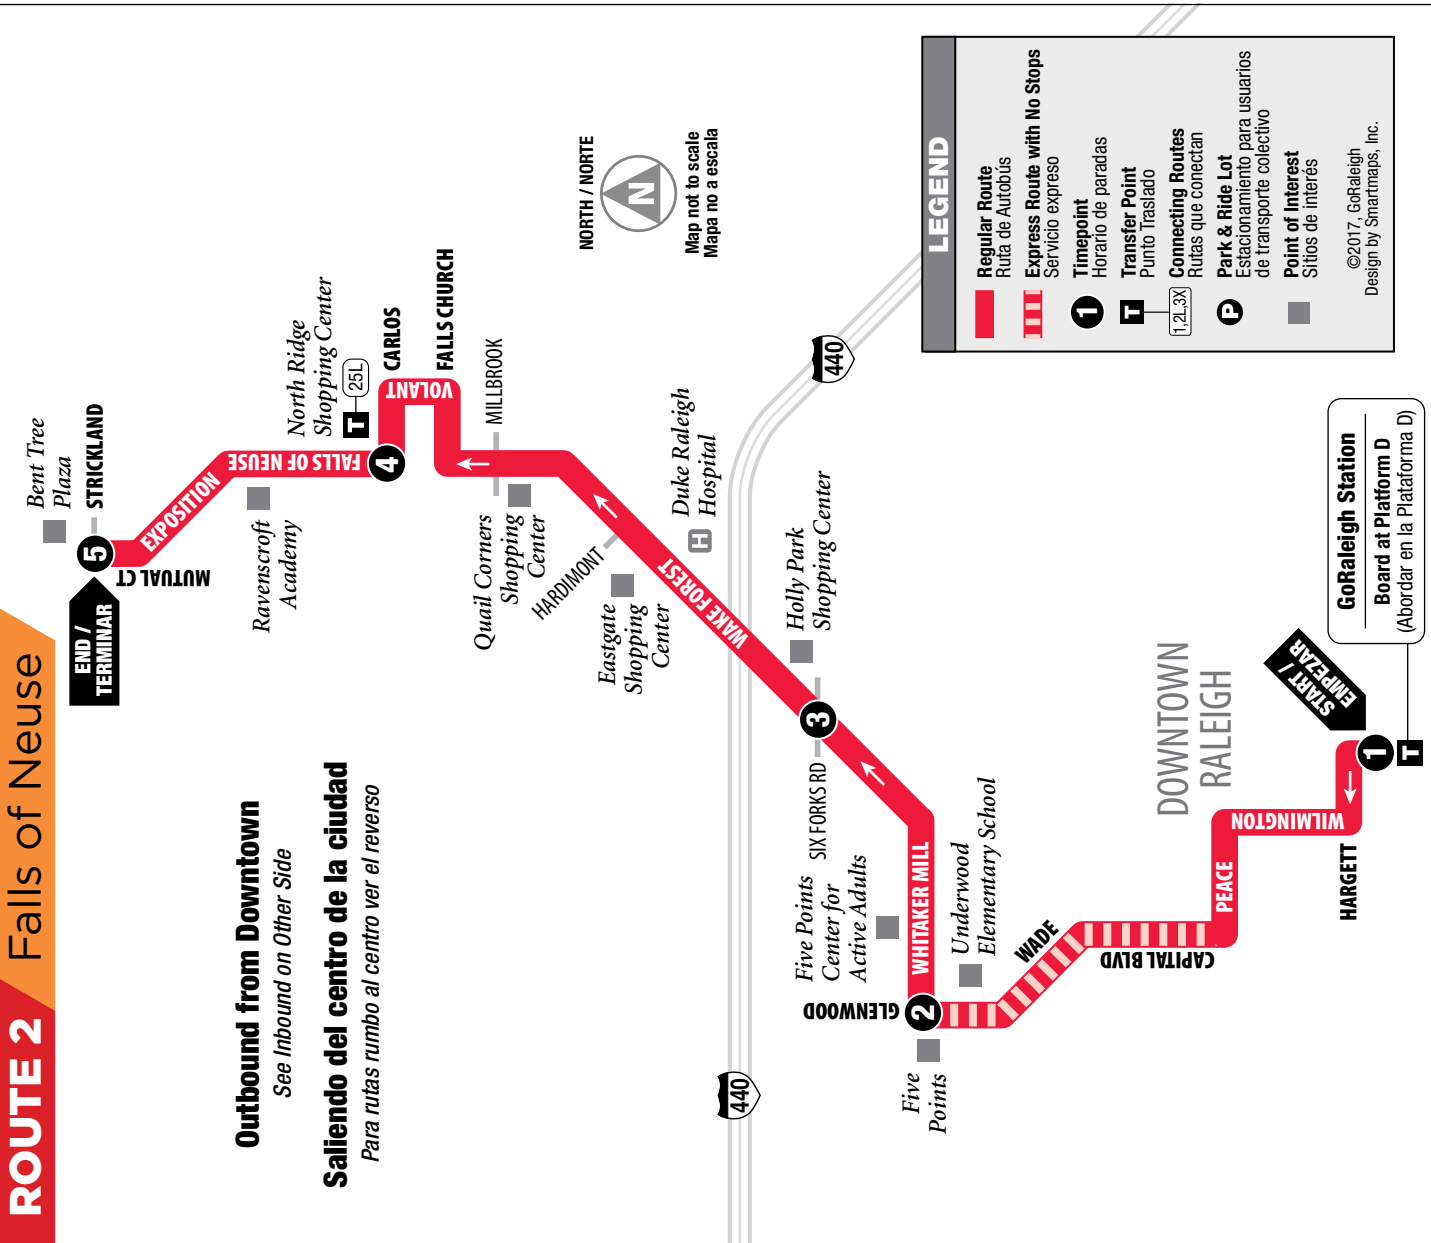 ROUTE 2
Falls of Neuse
Outbound from Downtown
See Inbound on Other Side
Saliendo del centro de la ciudad
Para rutas rumbo al centro ver el reverso
END /
TERMINAR
5
MUTUAL CT
STRICKLAND
Bent Tree
Plaza
EXPOSITION
Ravenscroft
Academy
FALLS OF NEUSE
North Ridge
Shopping Center
T
25L
4
CARLOS
VOLANT
FALLS CHURCH
MILLBROOK
Quail Corners
Shopping
Center
HARDIMONT
Eastgate
Shopping
Center
WAKE FOREST
H
Duke Raleigh
Hospital
NORTH / NORTE
N
Map not to scale
Mapa no a escala
440
440
Holly Park
Shopping Center
3
SIX FORKS RD
Five Points
Center for
Active Adults
WHITAKER MILL
GLENWOOD
2
Five
Points
Underwood
Elementary School
WADE
CAPITAL BLVD
PEACE
WILMINGTON
HARGETT
DOWNTOWN
RALEIGH
START /
EMPEZAR
1
T
GoRaleigh Station
Board at Platform D
(Abordar en la Plataforma D)
LEGEND
Regular Route
Ruta de Autobús
Express Route with No Stops
Servicio expreso
1
Timepoint
Horario de paradas
T
Transfer Point
Punto Traslado
1,2L,3X
Connecting Routes
Rutas que conectan
P
Park & Ride Lot
Estacionamiento para usuarios
de transporte colectivo
Point of Interest
Sitios de interés
©2017, GoRaleigh
Design by Smartmaps, Inc.